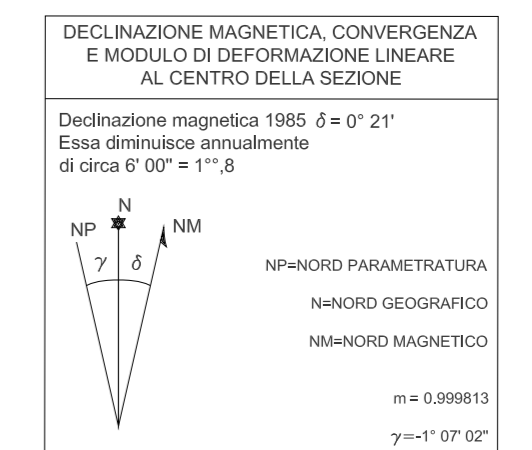 DECLINAZIONE MAGNETICA, CONVERGENZA
E MODULO DI DEFORMAZIONE LINEARE
AL CENTRO DELLA SEZIONE
Declinazione magnetica 1985 δ = 0° 21'
Essa diminuisce annualmente
di circa 6' 00" = 1°°,8
N
NP
NM
γ
δ
NP=NORD PARAMETRATURA
N=NORD GEOGRAFICO
NM=NORD MAGNETICO
m = 0.999813
γ=-1° 07' 02"